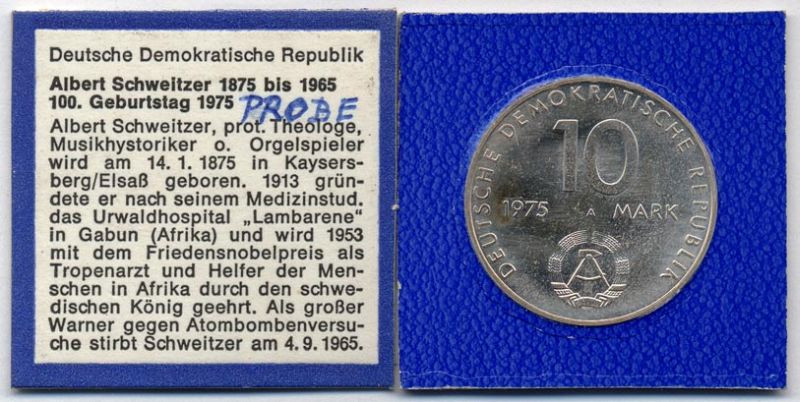 Deutsche Demokratische Republik
Albert Schweitzer 1875 bis 1965
100. Geburtstag 1975 PROBE
Albert Schweitzer, prot. Theologe,
Musikhystoriker o. Orgelspieler
wird am 14. 1. 1875 in Kaysers-
berg/Elsaß geboren. 1913 grün-
dete er nach seinem Medizinstud.
das Urwaldhospital „Lambarene“
in Gabun (Afrika) und wird 1953
mit dem Friedensnobelpreis als
Tropenarzt und Helfer der Men-
schen in Afrika durch den schwe-
dischen König geehrt. Als großer
Warner gegen Atombombenversu-
che stirbt Schweitzer am 4. 9. 1965.
DEUTSCHE DEMOKRATISCHE REPUBLIK
10
1975 A MARK